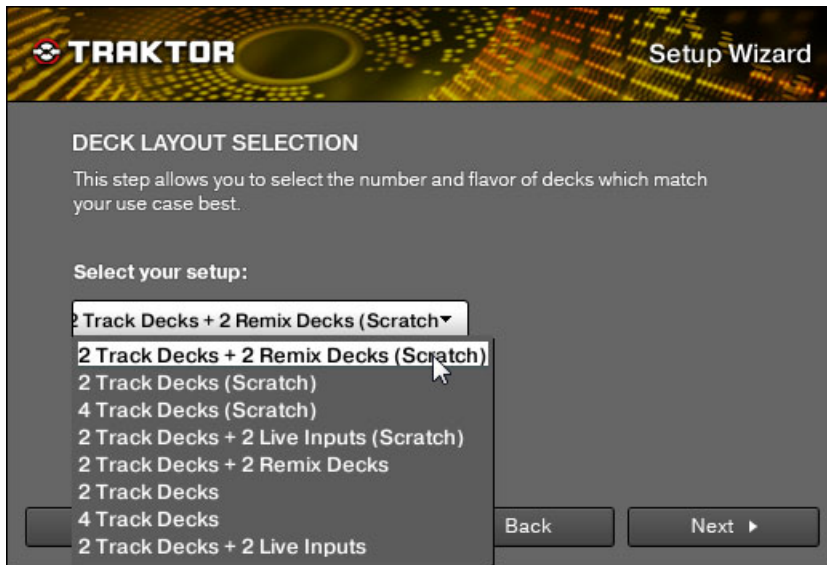 TRAKTOR
Setup Wizard
DECK LAYOUT SELECTION
This step allows you to select the number and flavor of decks which match
your use case best.
Select your setup:
2 Track Decks + 2 Remix Decks (Scratch
2 Track Decks + 2 Remix Decks (Scratch)
2 Track Decks (Scratch)
4 Track Decks (Scratch)
2 Track Decks + 2 Live Inputs (Scratch)
2 Track Decks + 2 Remix Decks
2 Track Decks
4 Track Decks
2 Track Decks + 2 Live Inputs
Back
Next